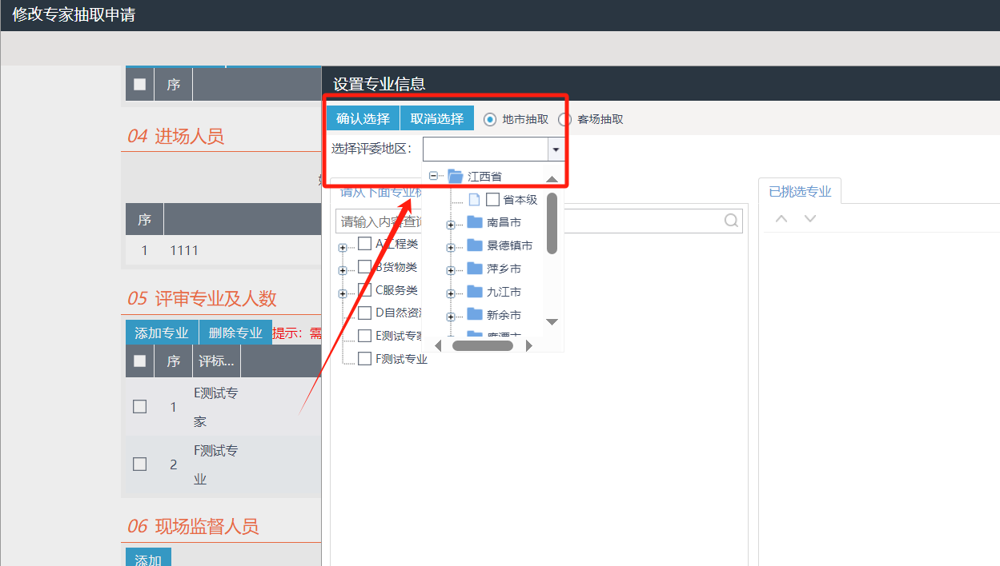 修改专家抽取申请
序
04 进场人员
序
1 1111
05 评审专业及人数
添加专业 删除专业 提示：需
序 评标...
1 E测试专家
2 F测试专业
06 现场监督人员
添加
设置专业信息
确认选择 取消选择 地市抽取 客场抽取
选择评委地区：
江西省
省本级
南昌市
景德镇市
萍乡市
九江市
新余市
请从下面专业
请输入内容查询
A工程类
B货物类
C服务类
D自然资
E测试专家
F测试专业
已挑选专业